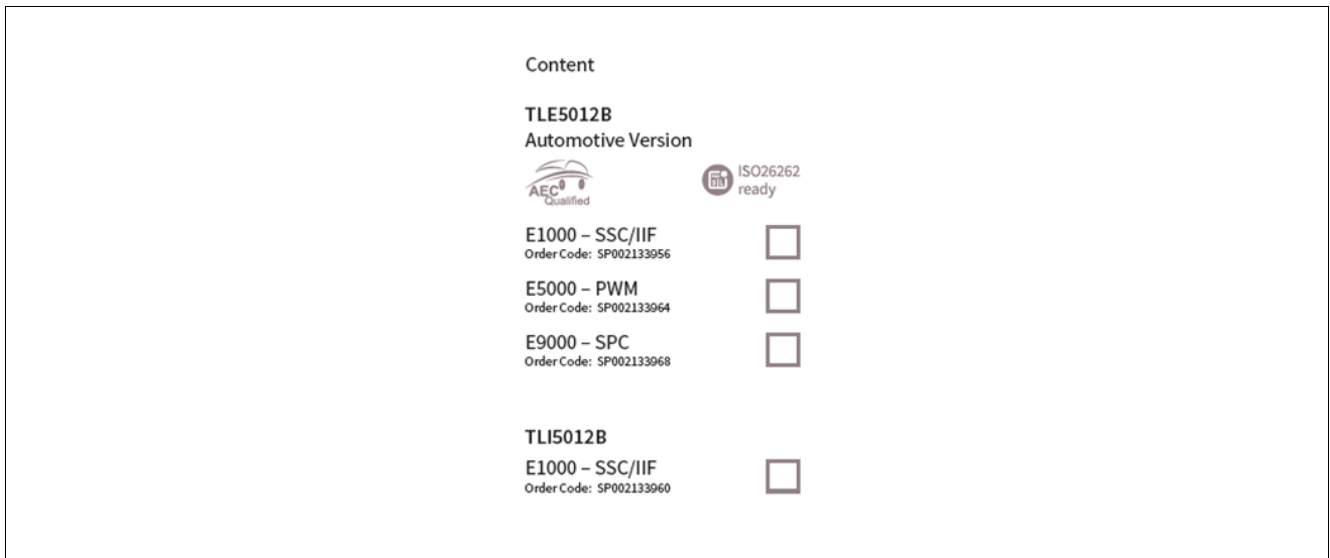 Content
TLE5012B
Automotive Version
AEC
Qualified
ISO26262
ready
E1000 – SSC/IIF
Order Code: SP002133956
E5000 – PWM
Order Code: SP002133964
E9000 – SPC
Order Code: SP002133968
TLI5012B
E1000 – SSC/IIF
Order Code: SP002133960